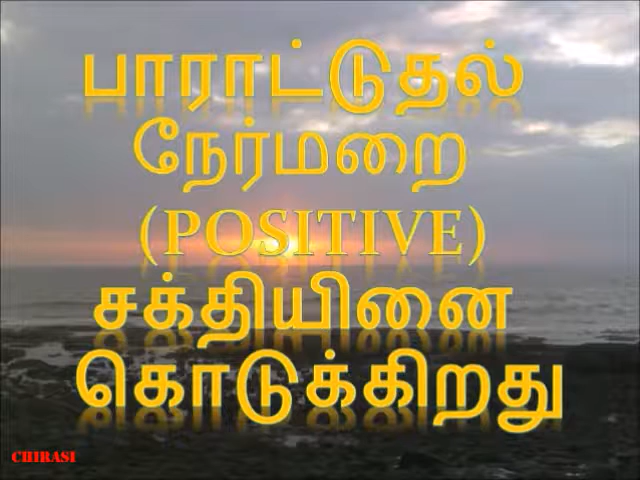 பாராட்டுதல்
நேர்மறை
(POSITIVE)
சக்தியினை
கொடுக்கிறது
CHIRASI